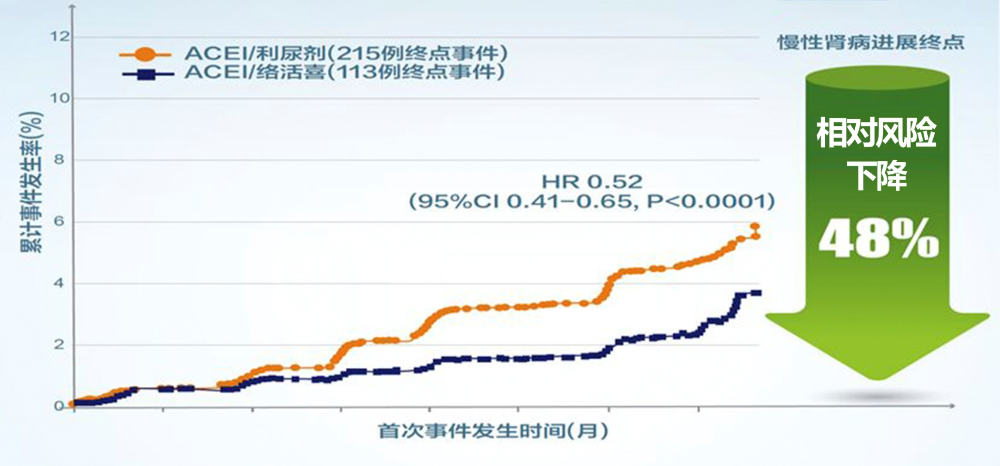 12
10
8
6
4
2
0
累计事件发生率(%)
ACEI/利尿剂(215例终点事件)
ACEI/络活喜(113例终点事件)
HR 0.52
(95%CI 0.41–0.65, P<0.0001)
首次事件发生时间(月)
慢性肾病进展终点
相对风险
下降
48%